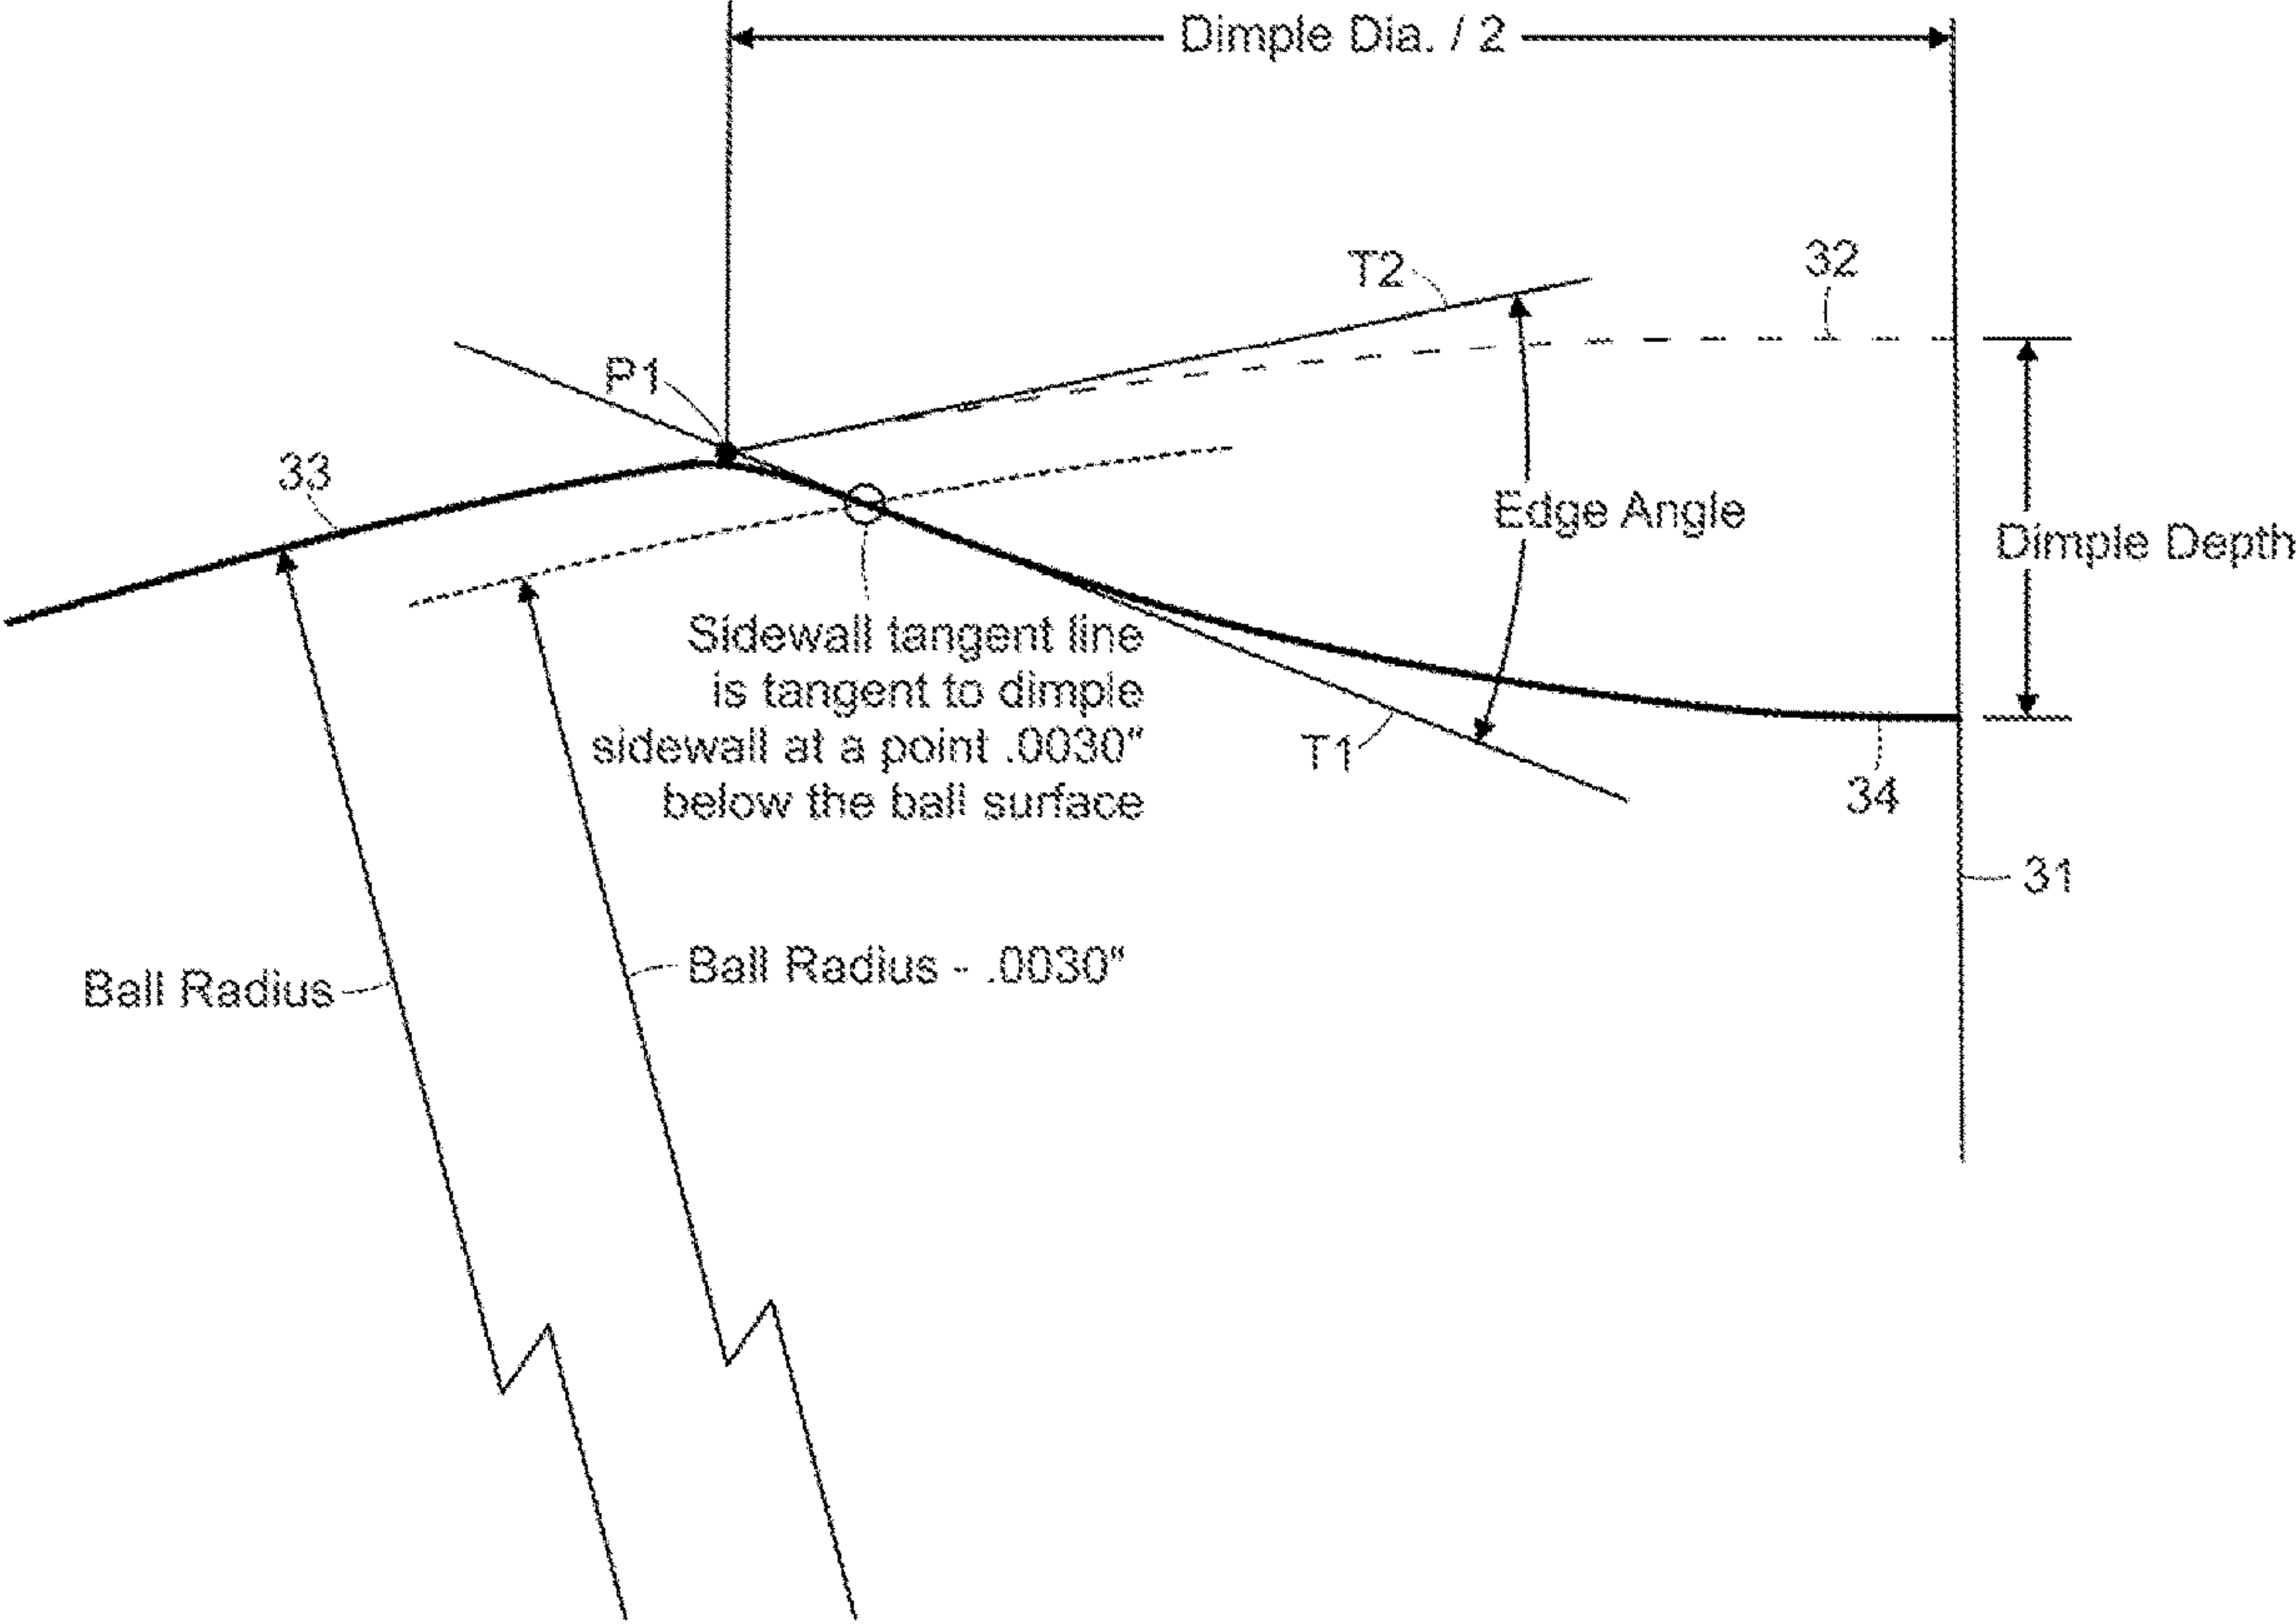 Dimple Dia. / 2
T2
32
P1
33
Edge Angle
Dimple Depth
Sidewall tangent line
is tangent to dimple
sidewall at a point .0030"
below the ball surface
T1
34
31
Ball Radius - .0030"
Ball Radius